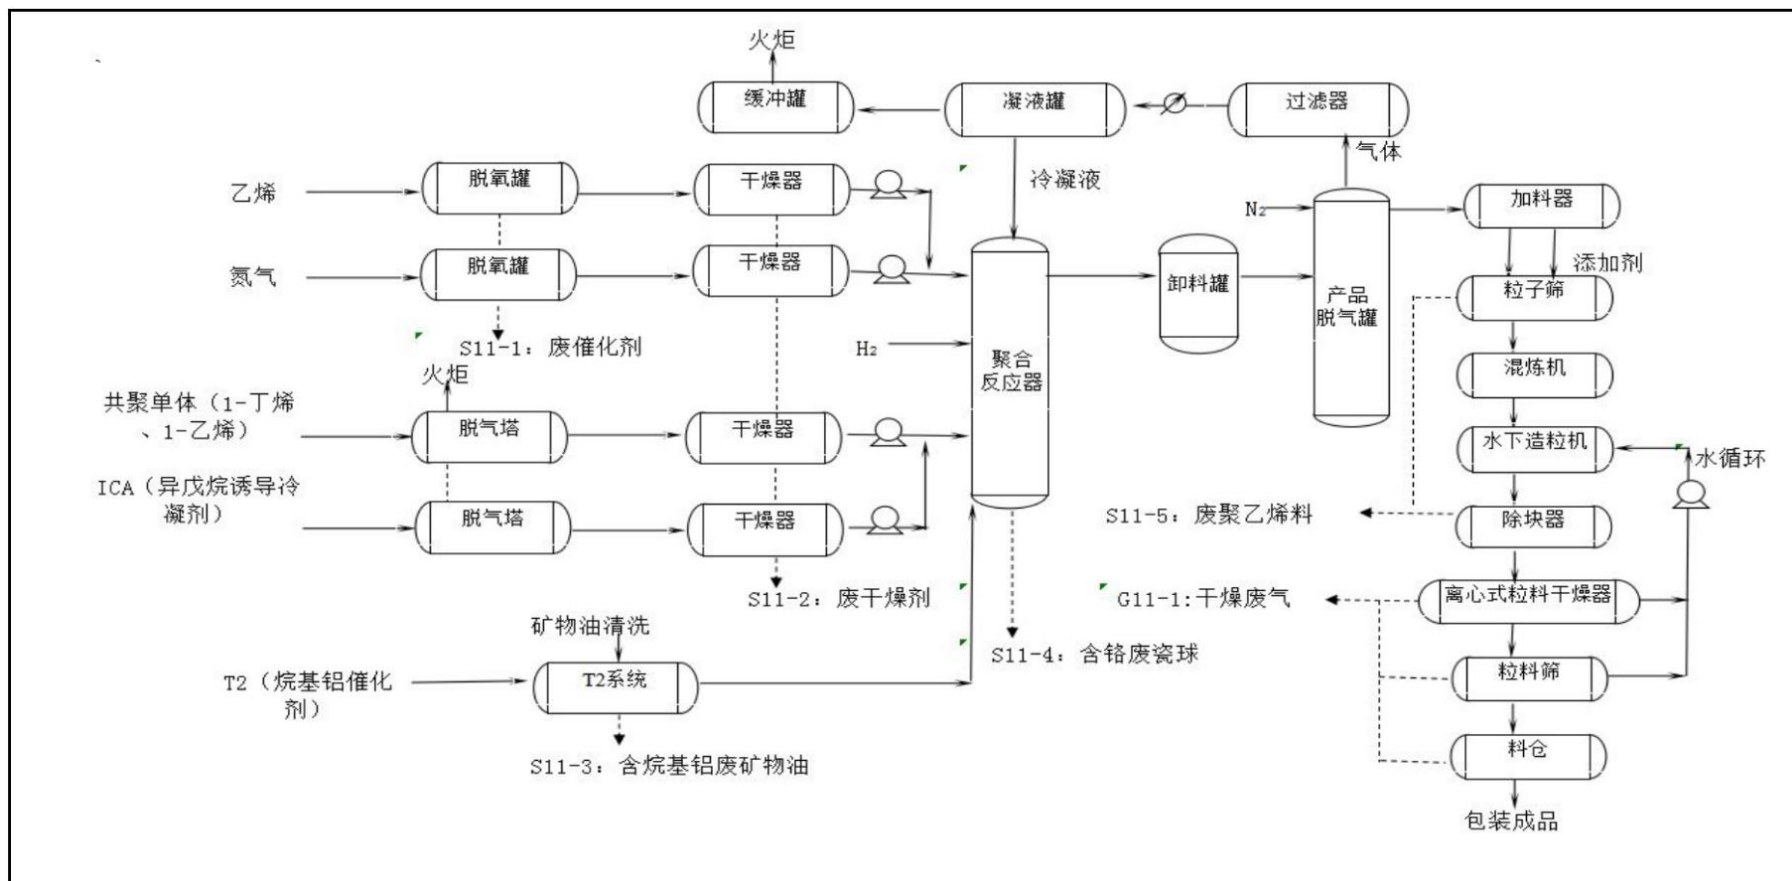 火炬
缓冲罐
凝液罐
过滤器
气体
乙烯
脱氧罐
干燥器
冷凝液
N₂
加料器
添加剂
氮气
脱氧罐
干燥器
卸料罐
产品
脱气罐
粒子筛
S11-1: 废催化剂
H₂
聚合
反应器
混炼机
火炬
共聚单体（1-丁烯
、1-乙烯）
脱气塔
干燥器
水下造粒机
水循环
ICA（异戊烷诱导冷
凝剂）
脱气塔
干燥器
S11-5: 废聚乙烯料
除块器
S11-2: 废干燥剂
G11-1:干燥废气
离心式粒料干燥器
矿物油清洗
S11-4: 含铬废瓷球
T2（烷基铝催化
剂）
T2系统
粒料筛
S11-3: 含烷基铝废矿物油
料仓
包装成品